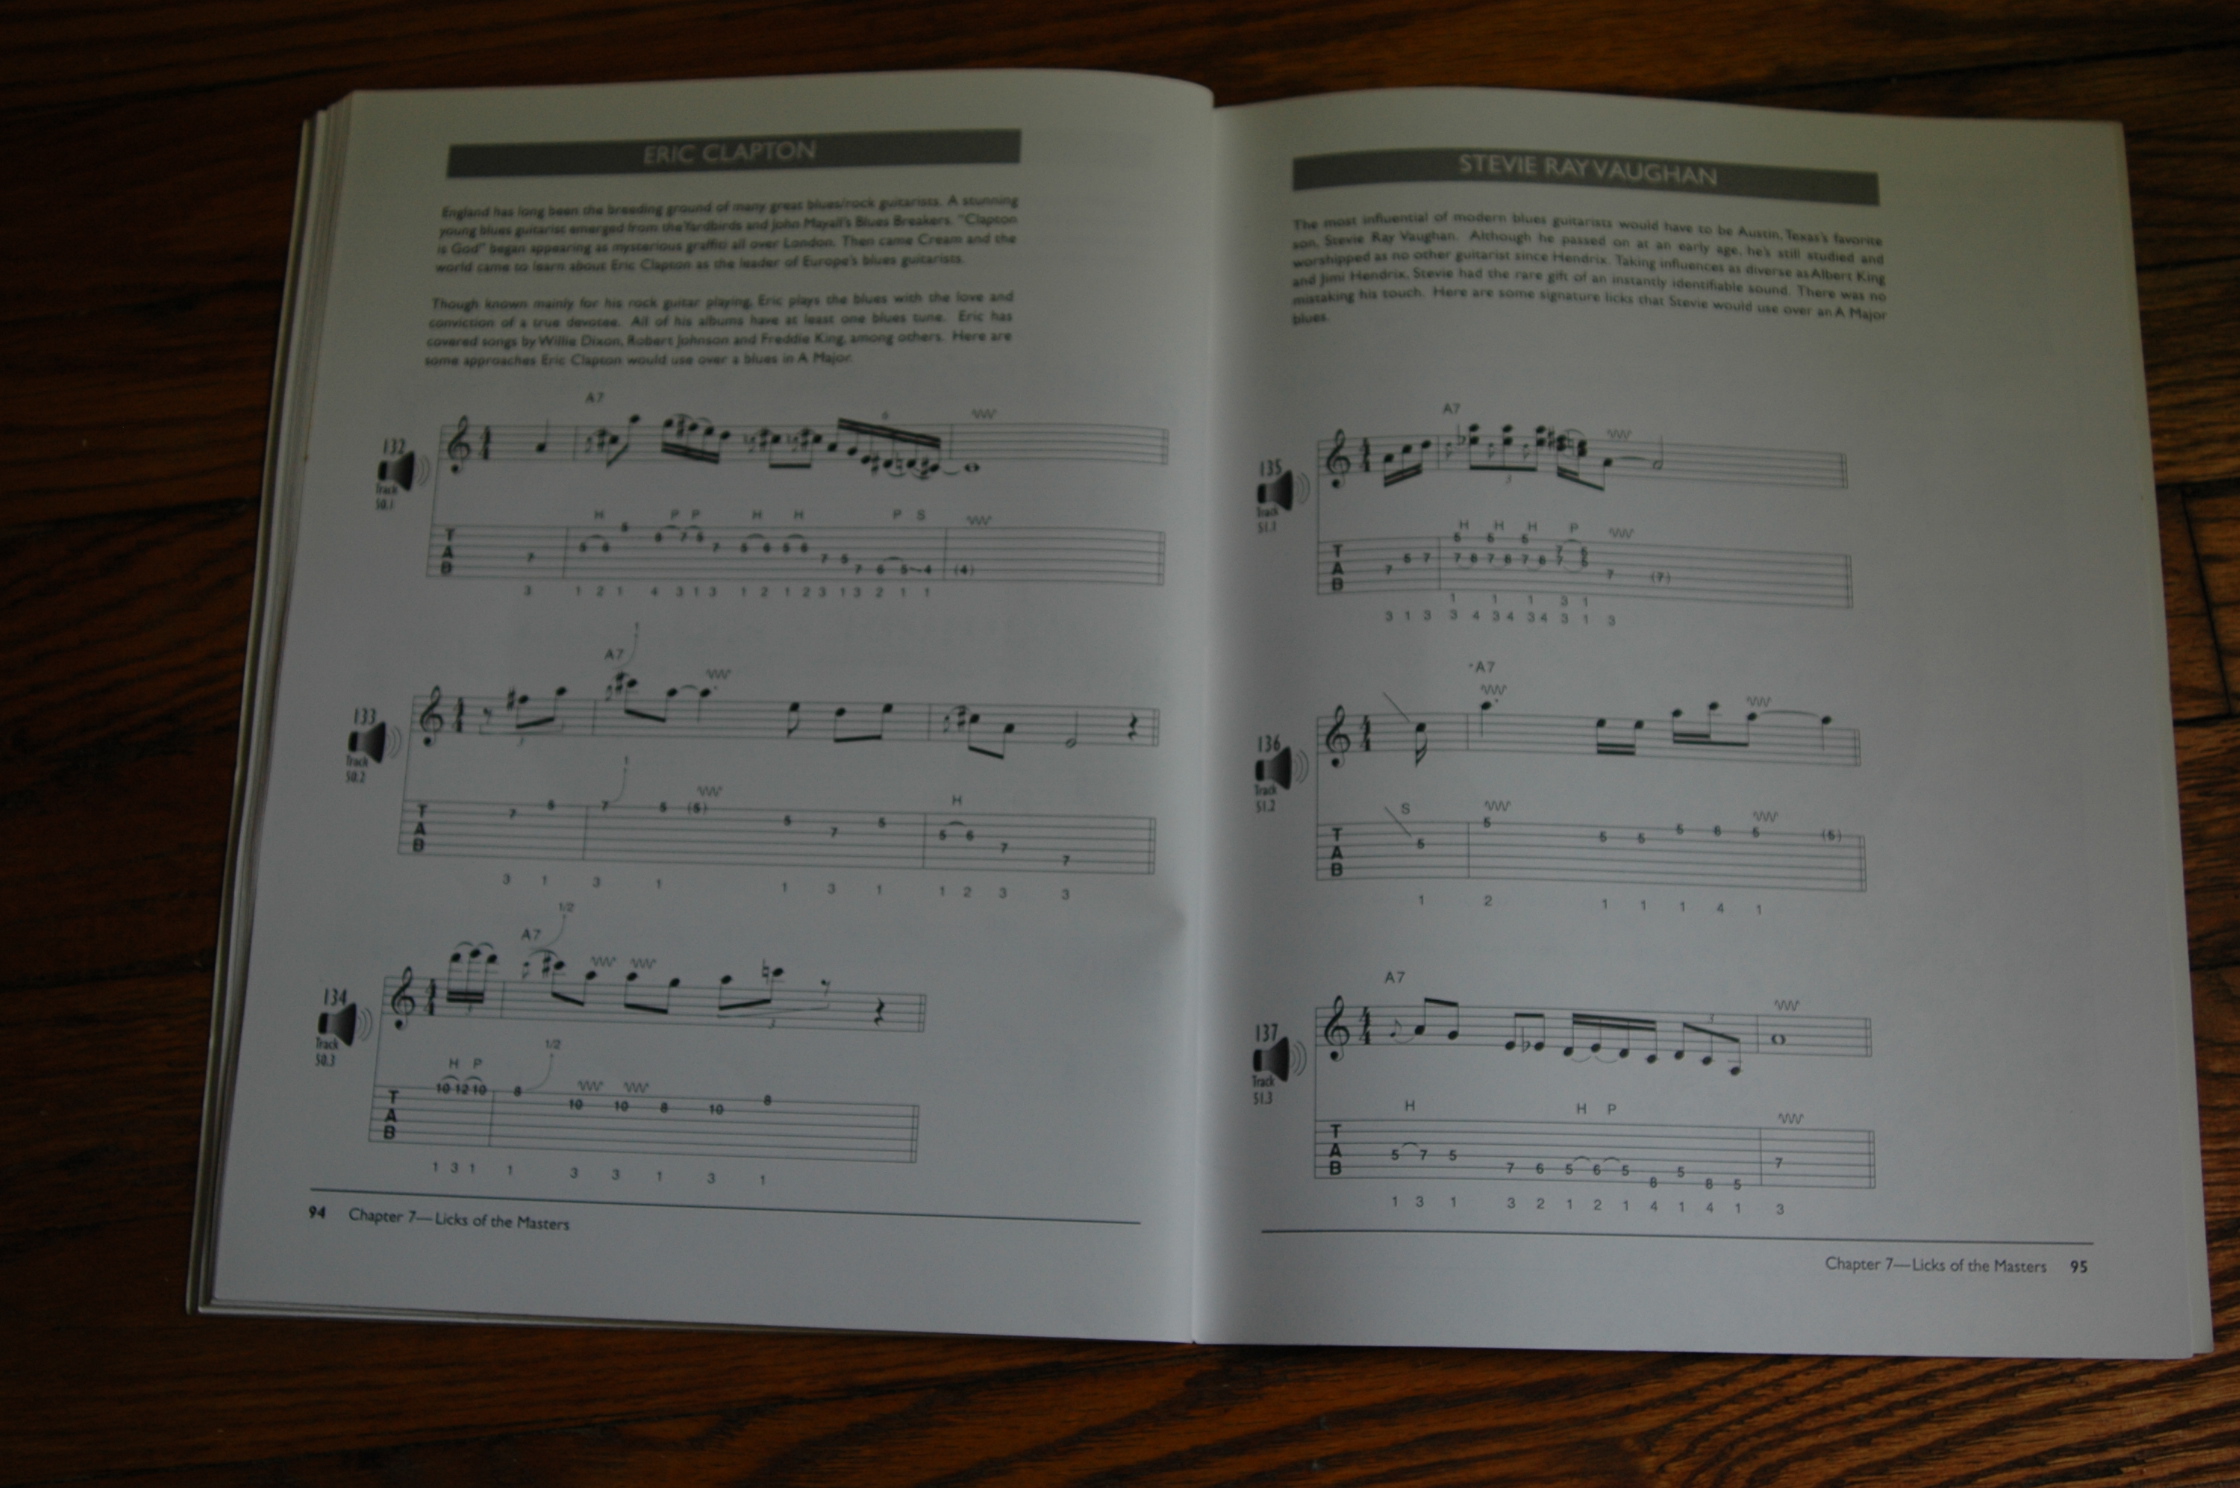 ERIC CLAPTON
England has long been the breeding ground of many great blues/rock guitarists. A stunning
young blues guitarist emerged from the Yardbirds and John Mayall's Blues Breakers. "Clapton
is God" began appearing as mysterious graffiti all over London. Then came Cream and the
world came to learn about Eric Clapton as the leader of Europe's blues guitarists.
Though known mainly for his rock guitar playing, Eric plays the blues with the love and
conviction of a true devotee. All of his albums have at least one blues tune. Eric has
covered songs by Willie Dixon, Robert Johnson and Freddie King, among others. Here are
some approaches Eric Clapton would use over a blues in A Major.
A7
6
132
Track
50.1
H P P H H P S
T
A
B
7 5 6 5 8 7 5 7 5 6 5 6 7 5 7 6 5 4 (4)
3 1 2 1 4 3 1 3 1 2 1 2 3 1 3 2 1 1
1
A7
133
Track
50.2
3
1
H
T
A
B
7 5 7 5 (5) 5 7 5 5 6 7 7
3 1 3 1 1 3 1 1 2 3 3
1/2
A7
134
Track
50.3
3 3
1/2
H P
T
A
B
10 12 10 8 10 10 8 10 8
1 3 1 1 3 3 1 3 1
94 Chapter 7—Licks of the Masters
STEVIE RAY VAUGHAN
The most influential of modern blues guitarists would have to be Austin, Texas's favorite
son, Stevie Ray Vaughan. Although he passed on at an early age, he's still studied and
worshipped as no other guitarist since Hendrix. Taking influences as diverse as Albert King
and Jimi Hendrix, Stevie had the rare gift of an instantly identifiable sound. There was no
mistaking his touch. Here are some signature licks that Stevie would use over an A Major
blues.
A7
135
Track
51.1
3
H H H P
T
A
B
5 5 5 7 5
7 5 7 7 8 7 8 7 8 7 5 7 (7)
1 1 1 3 1
3 1 3 3 4 3 4 3 4 3 1 3
A7
136
Track
51.2
S
T
A
B
5 5 5 5 5 8 5 (5)
1 2 1 1 1 4 1
A7
137
Track
51.3
3
H H P
T
A
B
5 7 5 7 6 5 6 5 8 5 8 5 7
1 3 1 3 2 1 2 1 4 1 4 1 3
Chapter 7—Licks of the Masters 95